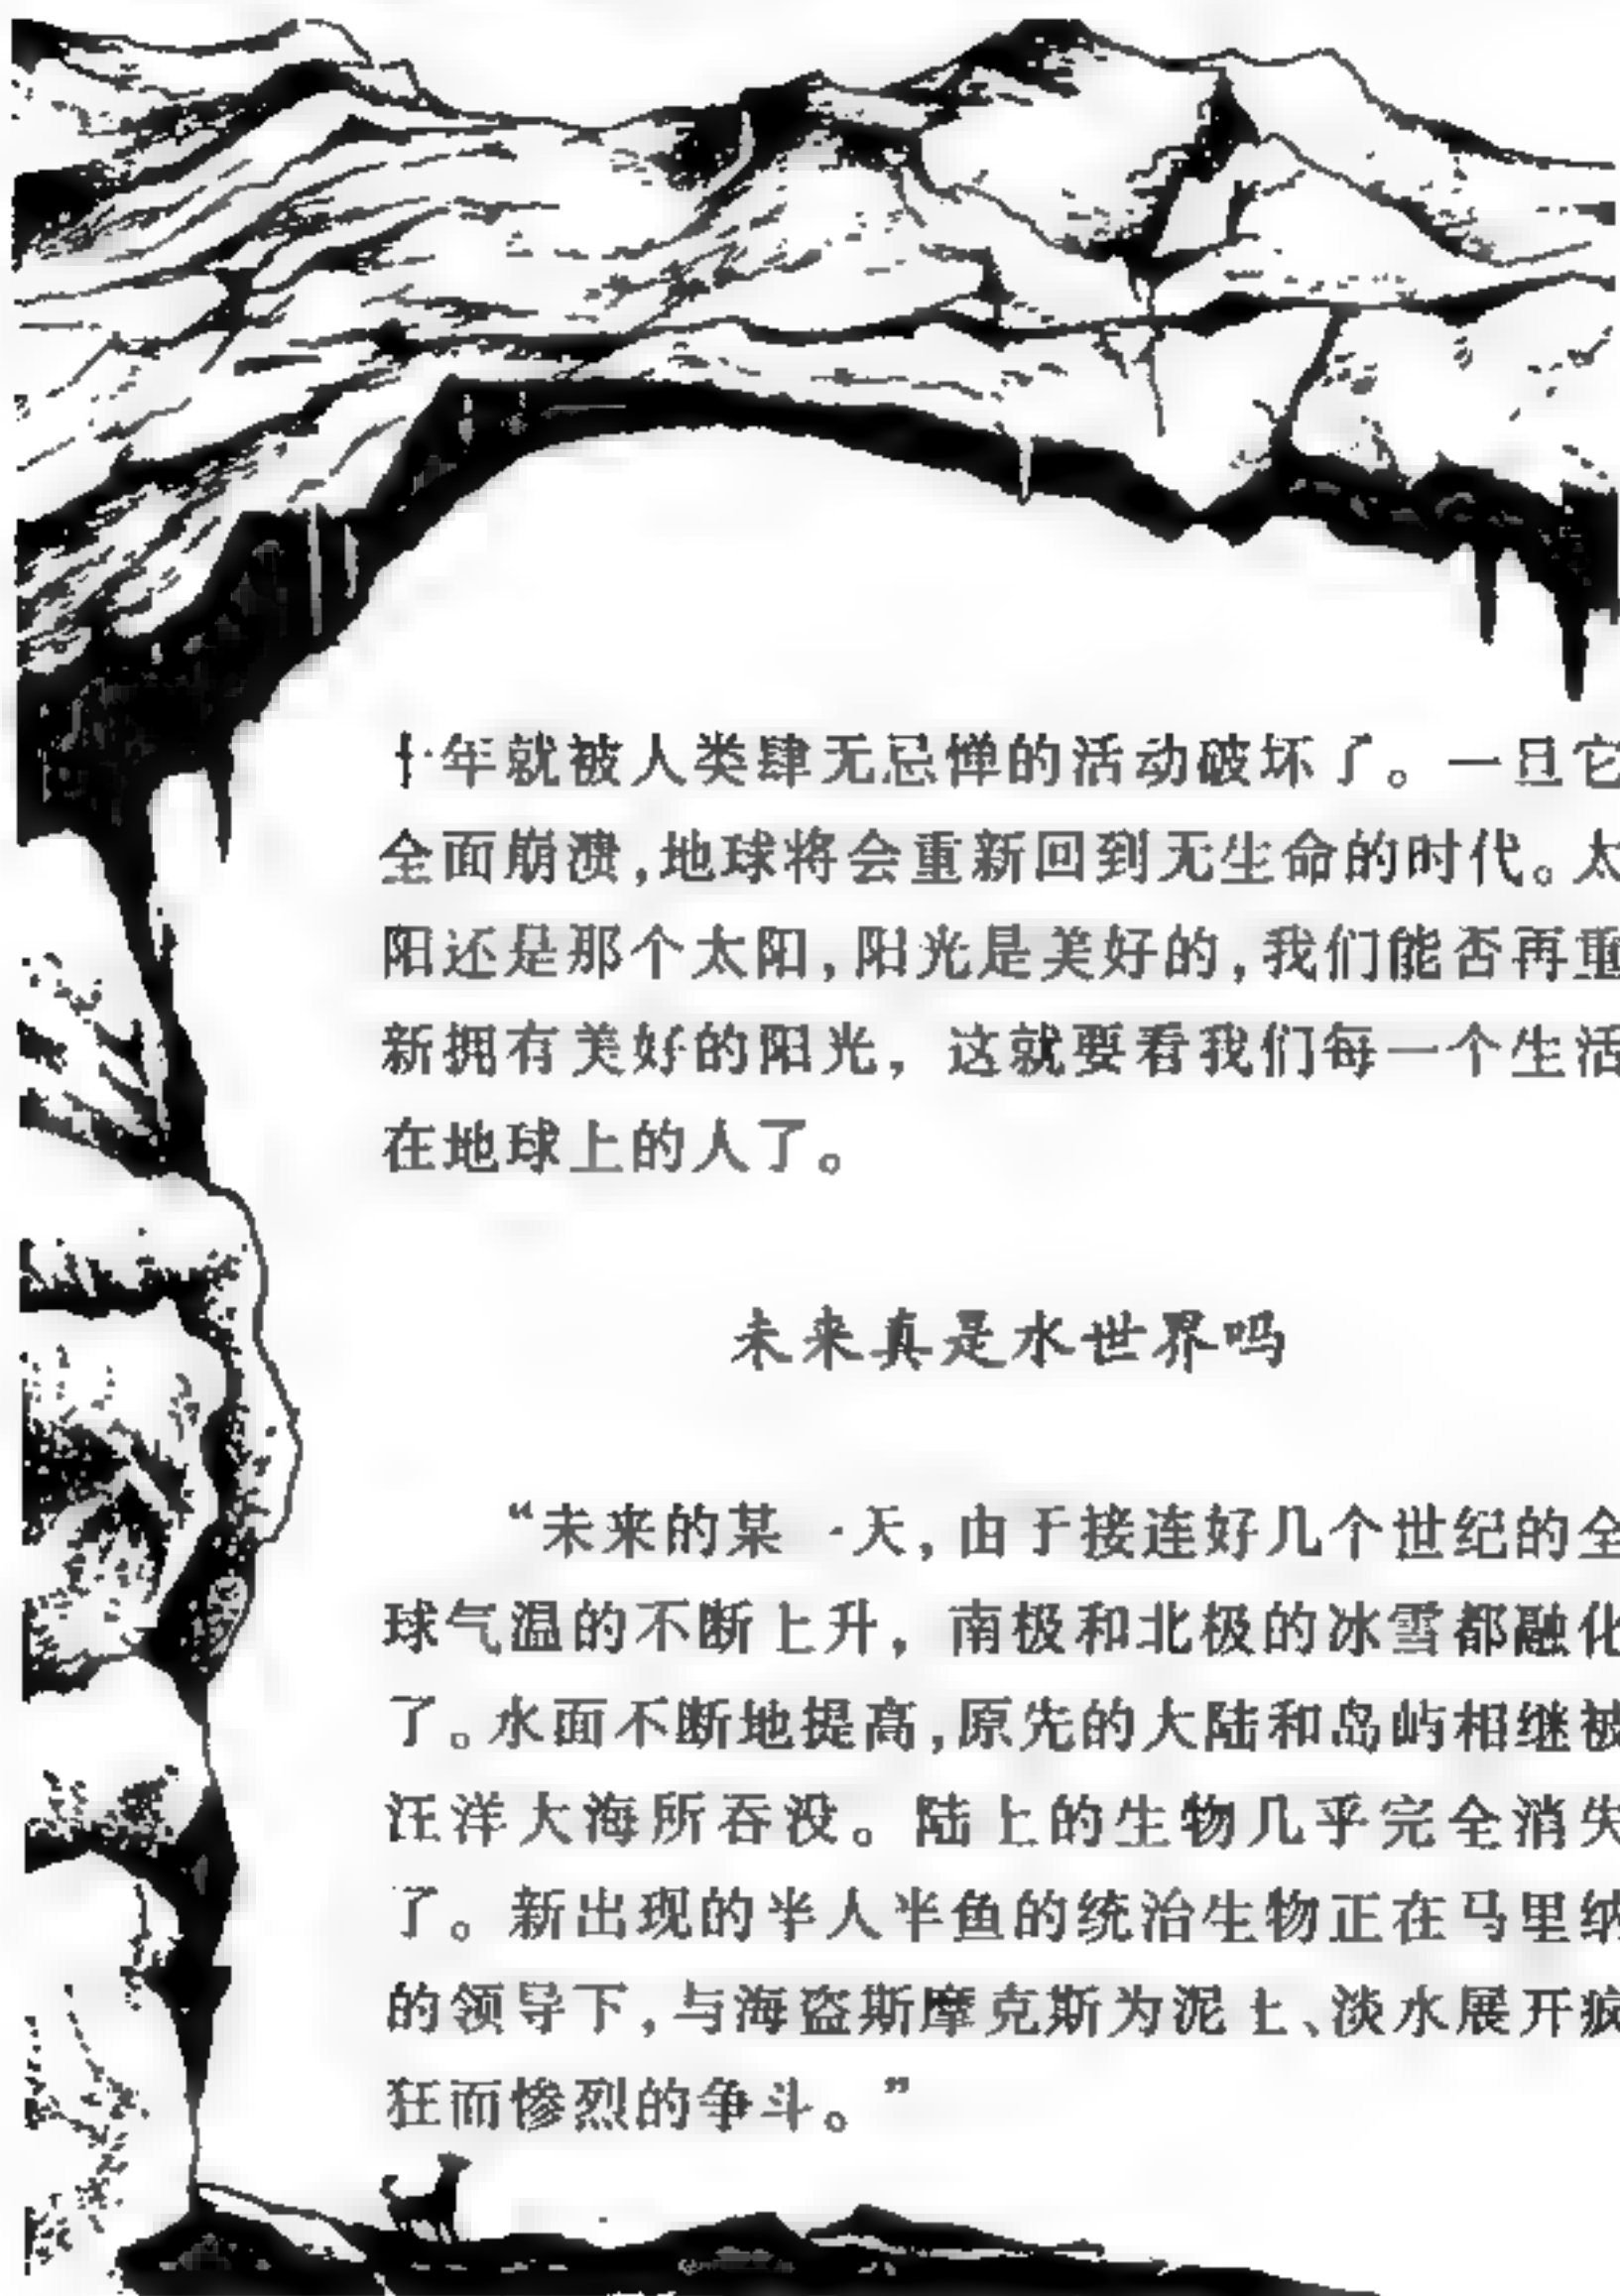 十年就被人类肆无忌惮的活动破坏了。一旦它
全面崩溃,地球将会重新回到无生命的时代。太
阳还是那个太阳,阳光是美好的,我们能否再重
新拥有美好的阳光,这就要看我们每一个生活
在地球上的人了。
未来真是水世界吗
“未来的某一天,由于接连好几个世纪的全
球气温的不断上升,南极和北极的冰雪都融化
了。水面不断地提高,原先的大陆和岛屿相继被
汪洋大海所吞没。陆上的生物几乎完全消失
了。新出现的半人半鱼的统治生物正在马里纳
的领导下,与海盗斯摩克斯为泥土、淡水展开疯
狂而惨烈的争斗。”